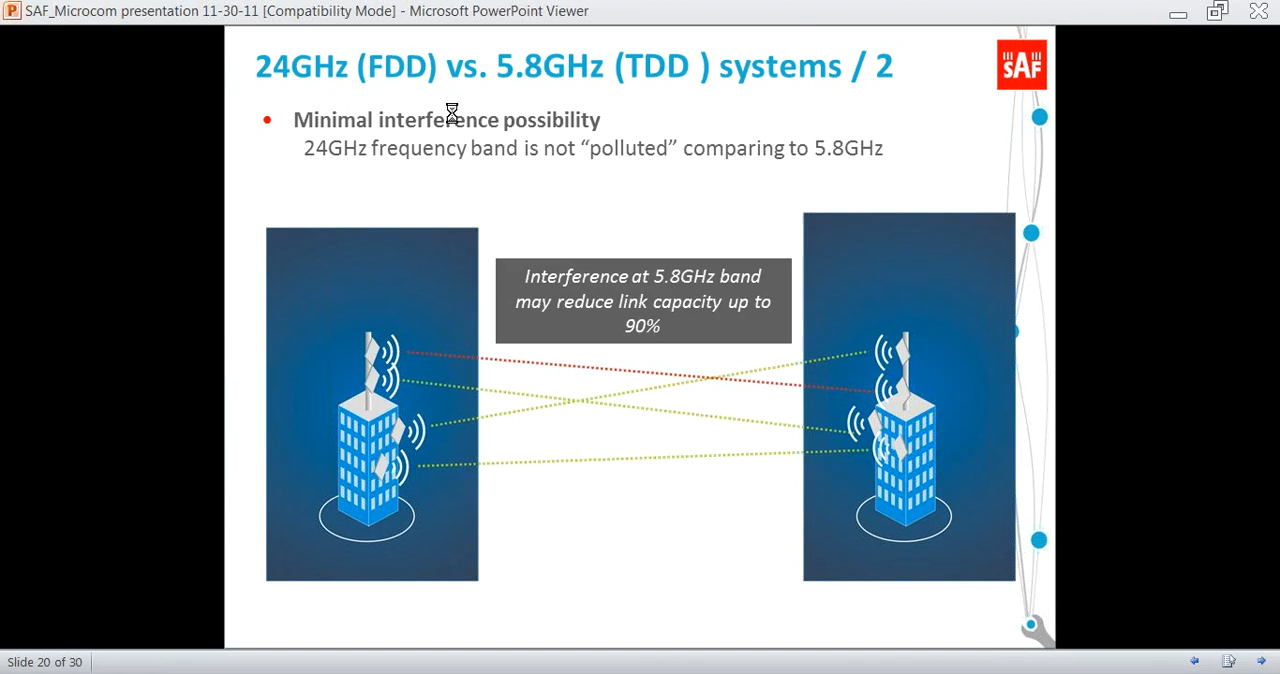 SAF_Microcom presentation 11-30-11 [Compatibility Mode] - Microsoft PowerPoint Viewer
24GHz (FDD) vs. 5.8GHz (TDD ) systems / 2
SAF
• Minimal interference possibility
24GHz frequency band is not “polluted” comparing to 5.8GHz
Interference at 5.8GHz band
may reduce link capacity up to
90%
Slide 20 of 30